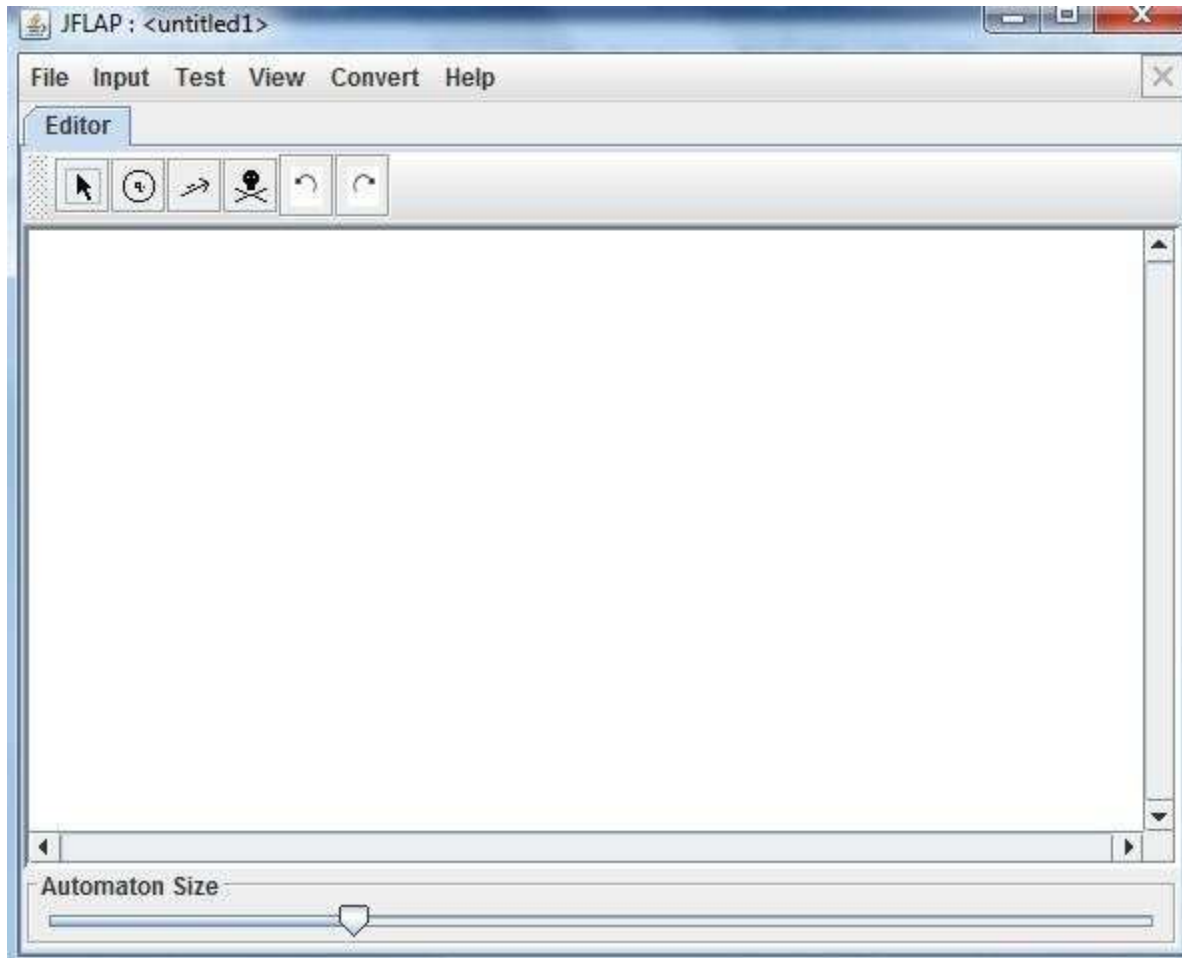 JFLAP : <untitled1>
File Input Test View Convert Help
Editor
q
Automaton Size